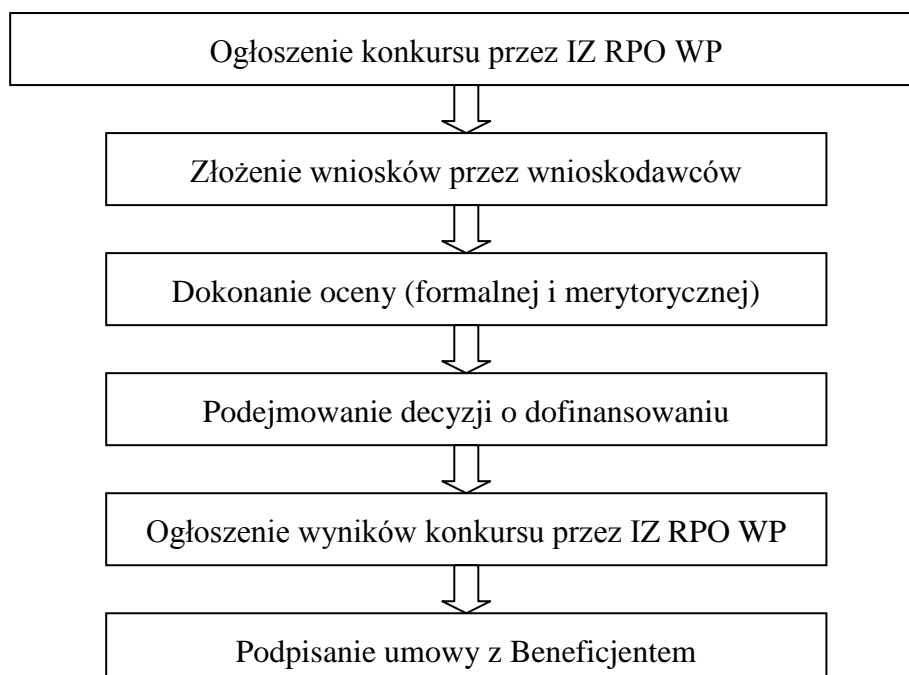 Ogłoszenie konkursu przez IZ RPO WP
Złożenie wniosków przez wnioskodawców
Dokonanie oceny (formalnej i merytorycznej)
Podejmowanie decyzji o dofinansowaniu
Ogłoszenie wyników konkursu przez IZ RPO WP
Podpisanie umowy z Beneficjentem